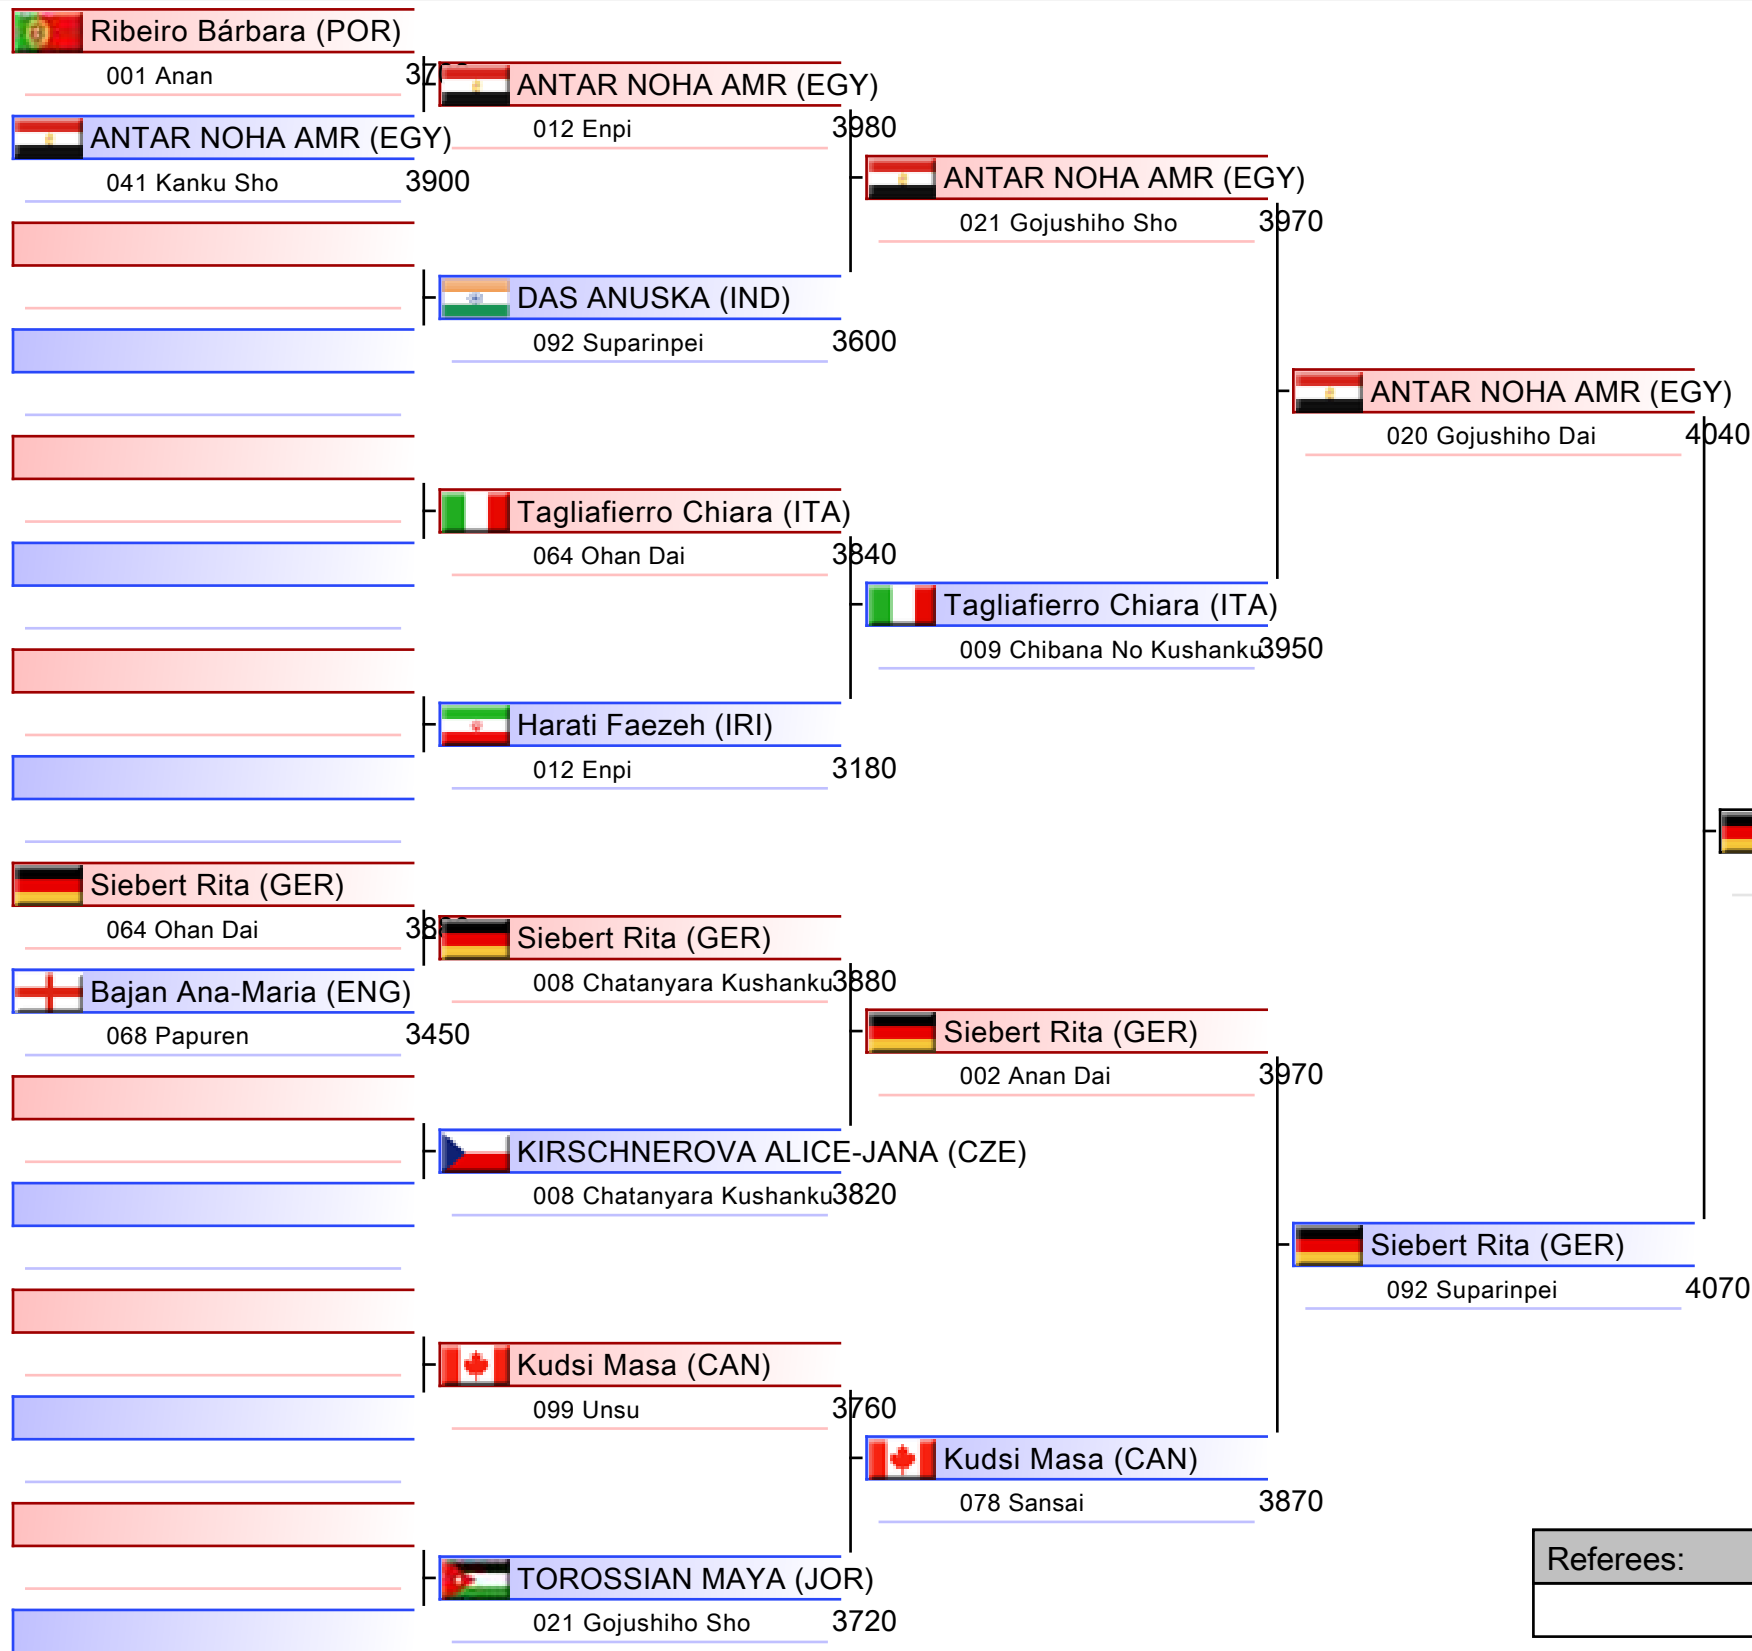 Ribeiro Bárbara (POR)
001 Anan
ANTAR NOHA AMR (EGY)
041 Kanku Sho 3900
ANTAR NOHA AMR (EGY)
012 Enpi 3980
DAS ANUSKA (IND)
092 Suparinpei 3600
ANTAR NOHA AMR (EGY)
021 Gojushiho Sho 3970
ANTAR NOHA AMR (EGY)
020 Gojushiho Dai 4040
Tagliafierro Chiara (ITA)
064 Ohan Dai 3840
Tagliafierro Chiara (ITA)
009 Chibana No Kushanku 3950
Harati Faezeh (IRI)
012 Enpi 3180
Siebert Rita (GER)
064 Ohan Dai
Bajan Ana-Maria (ENG)
068 Papuren 3450
Siebert Rita (GER)
008 Chatanyara Kushanku 3880
Siebert Rita (GER)
002 Anan Dai 3970
KIRSCHNEROVA ALICE-JANA (CZE)
008 Chatanyara Kushanku 3820
Siebert Rita (GER)
092 Suparinpei 4070
Kudsi Masa (CAN)
099 Unsu 3760
Kudsi Masa (CAN)
078 Sansai 3870
TOROSSIAN MAYA (JOR)
021 Gojushiho Sho 3720
Referees: